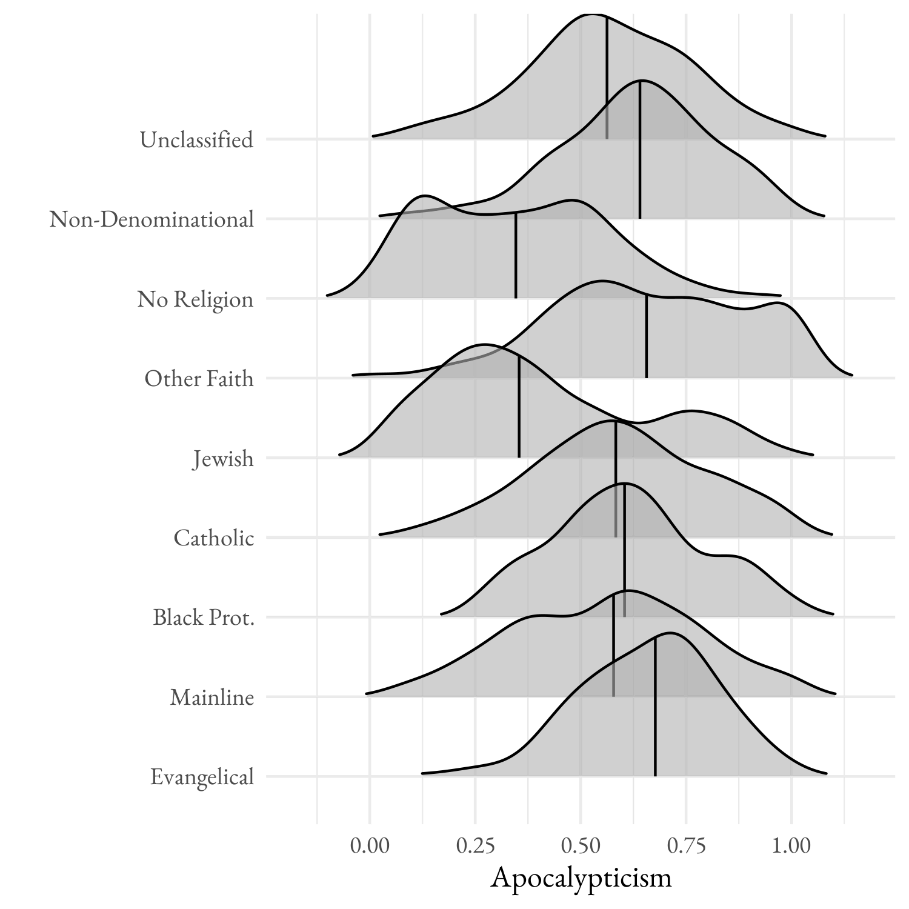 Unclassified
Non-Denominational
No Religion
Other Faith
Jewish
Catholic
Black Prot.
Mainline
Evangelical
0.00 0.25 0.50 0.75 1.00
Apocalypticism